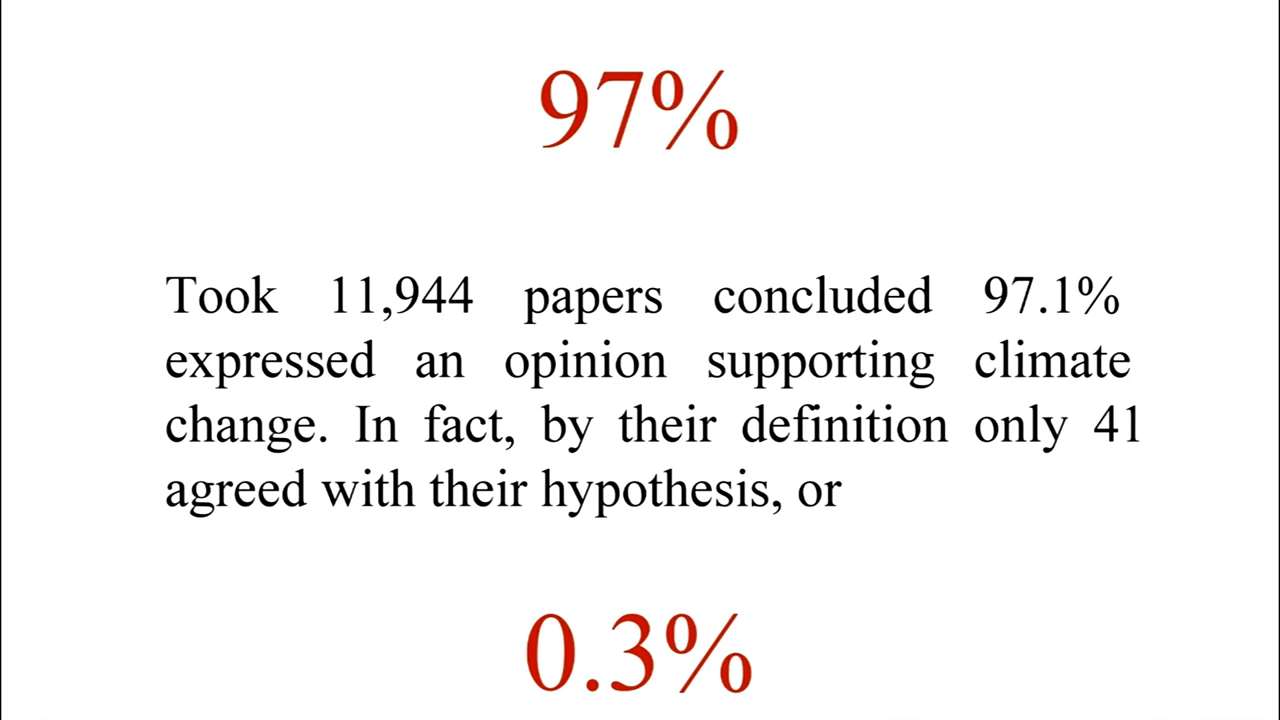 97%
Took 11,944 papers concluded 97.1%
expressed an opinion supporting climate
change. In fact, by their definition only 41
agreed with their hypothesis, or
0.3%